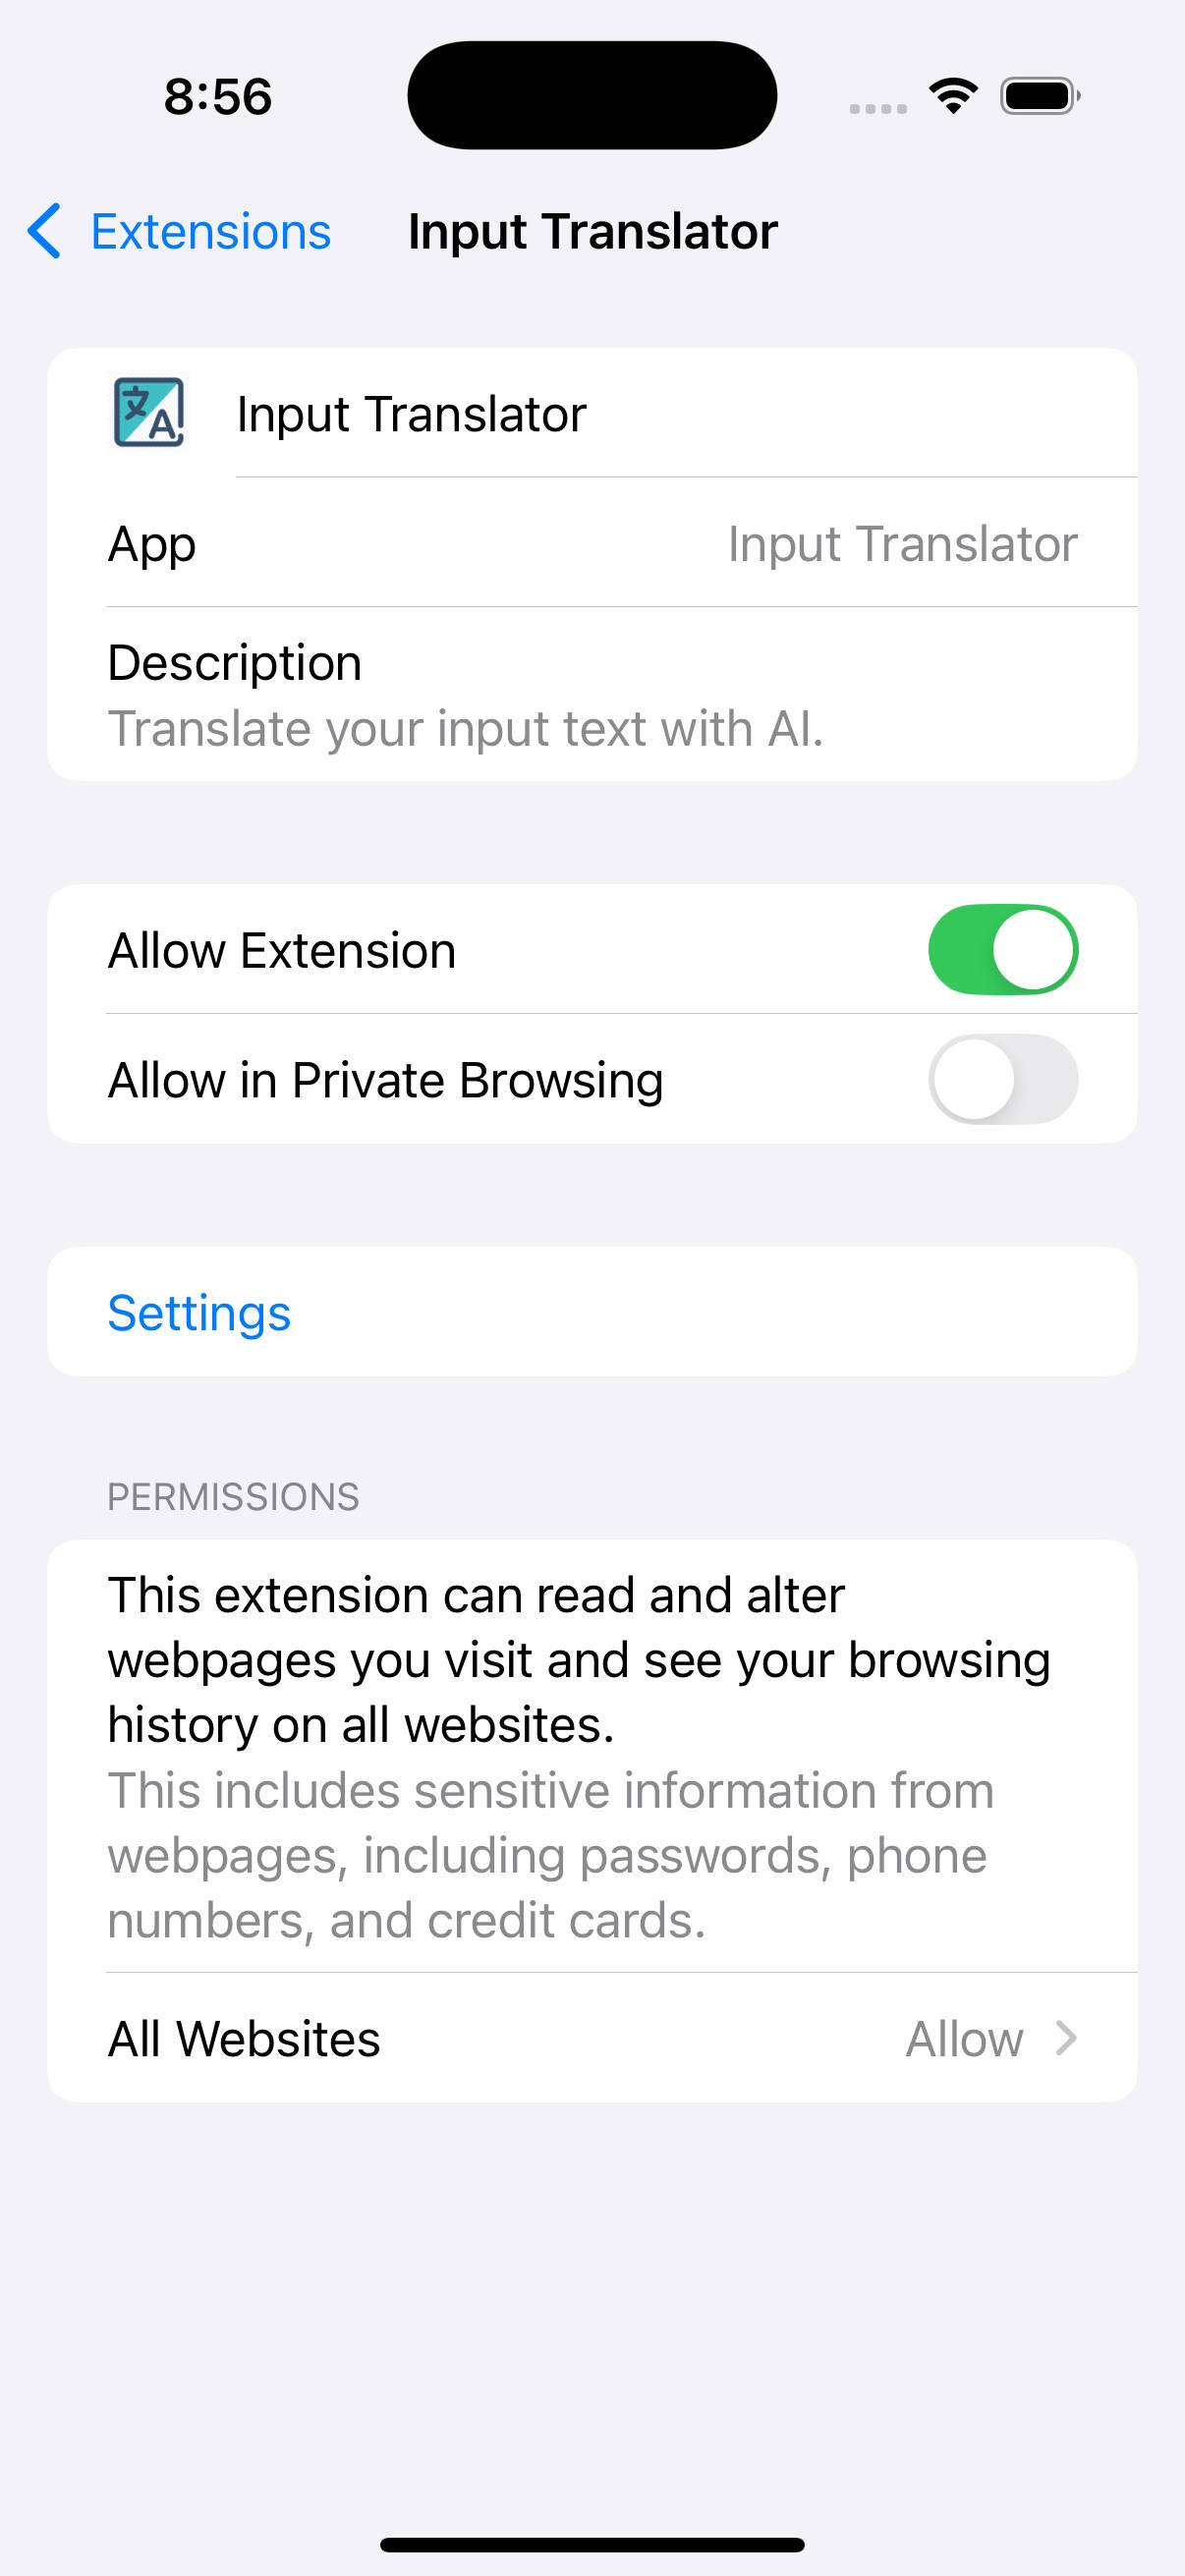 8:56
Extensions
Input Translator
文A
Input Translator
App
Input Translator
Description
Translate your input text with AI.
Allow Extension
Allow in Private Browsing
Settings
PERMISSIONS
This extension can read and alter
webpages you visit and see your browsing
history on all websites.
This includes sensitive information from
webpages, including passwords, phone
numbers, and credit cards.
All Websites
Allow